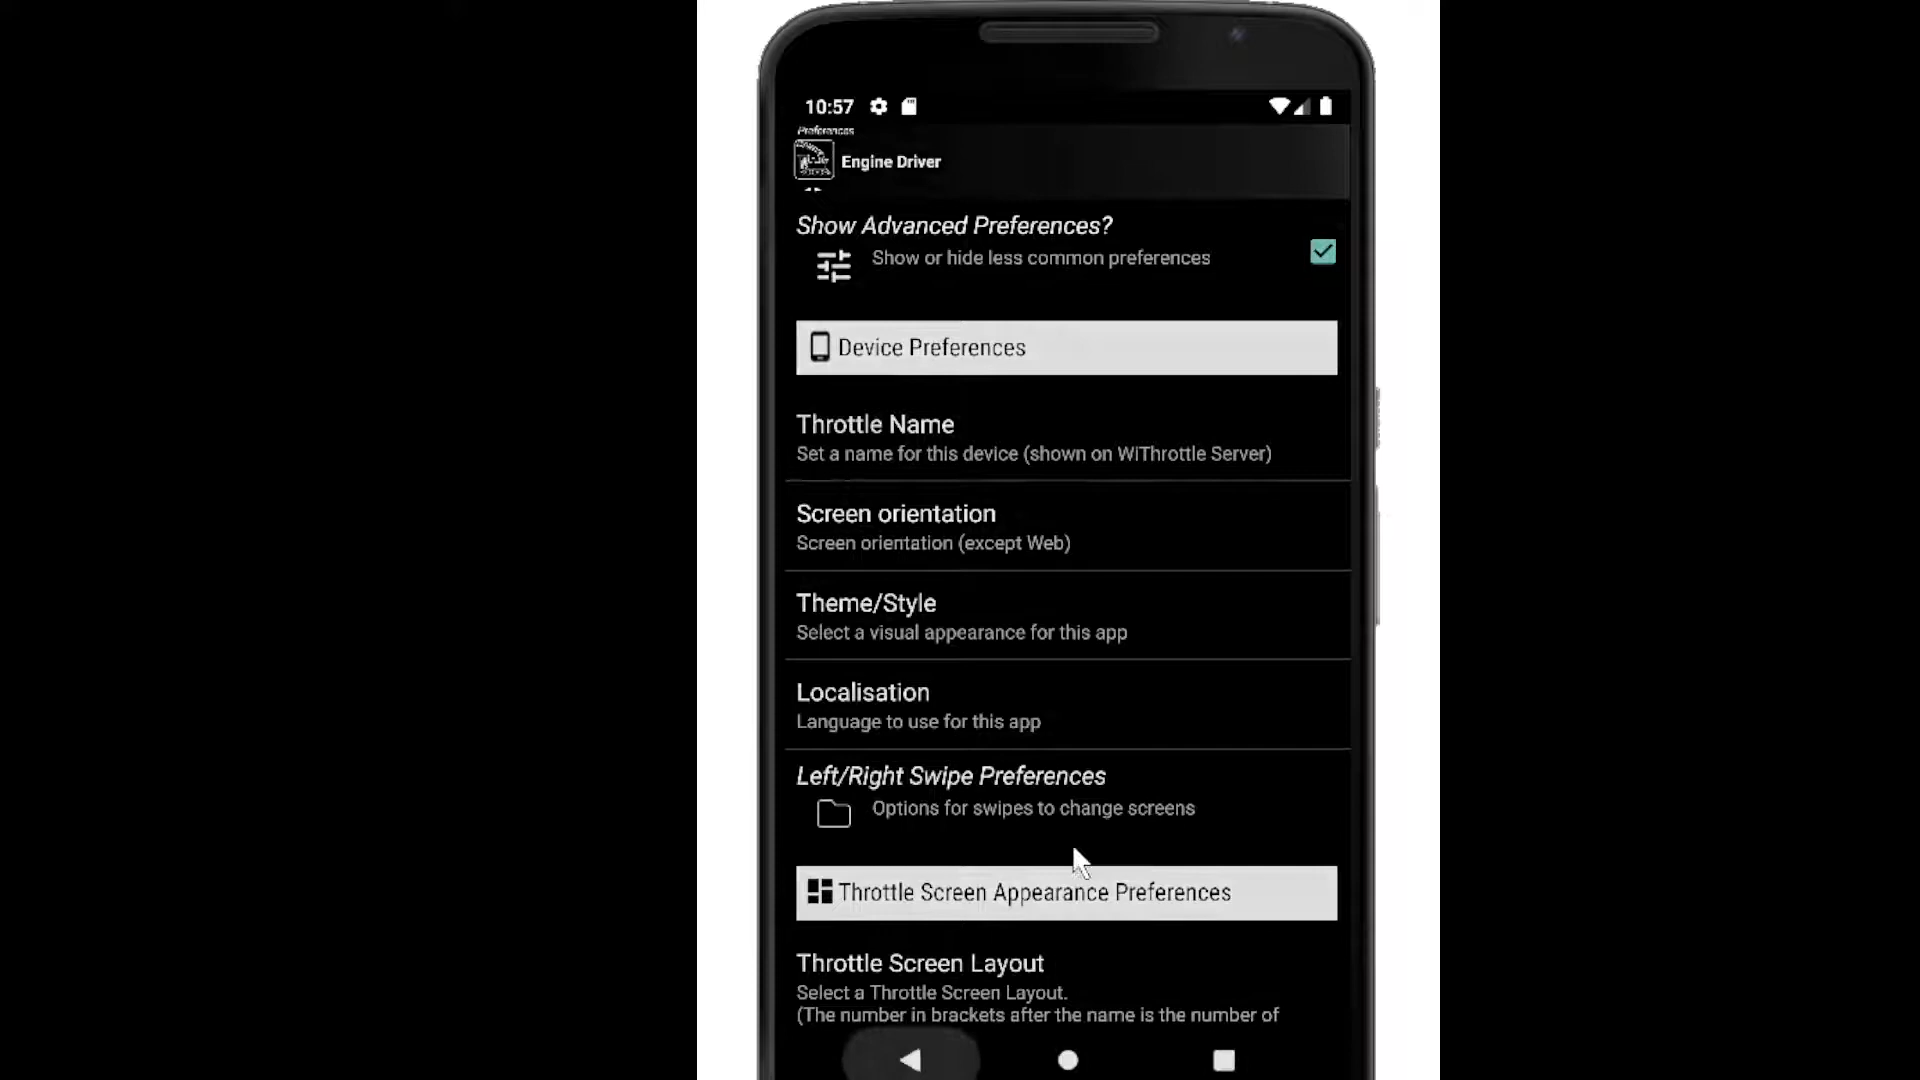 10:57
Preferences
Engine Driver
Show Advanced Preferences?
Show or hide less common preferences
Device Preferences
Throttle Name
Set a name for this device (shown on WiThrottle Server)
Screen orientation
Screen orientation (except Web)
Theme/Style
Select a visual appearance for this app
Localisation
Language to use for this app
Left/Right Swipe Preferences
Options for swipes to change screens
Throttle Screen Appearance Preferences
Throttle Screen Layout
Select a Throttle Screen Layout.
(The number in brackets after the name is the number of